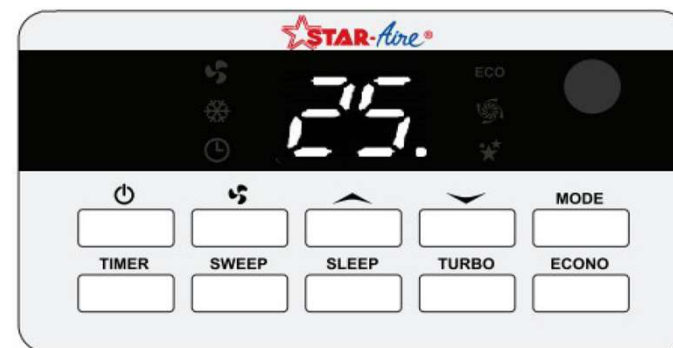 STAR-Aire®
ECO
25.
MODE
TIMER SWEEP SLEEP TURBO ECONO